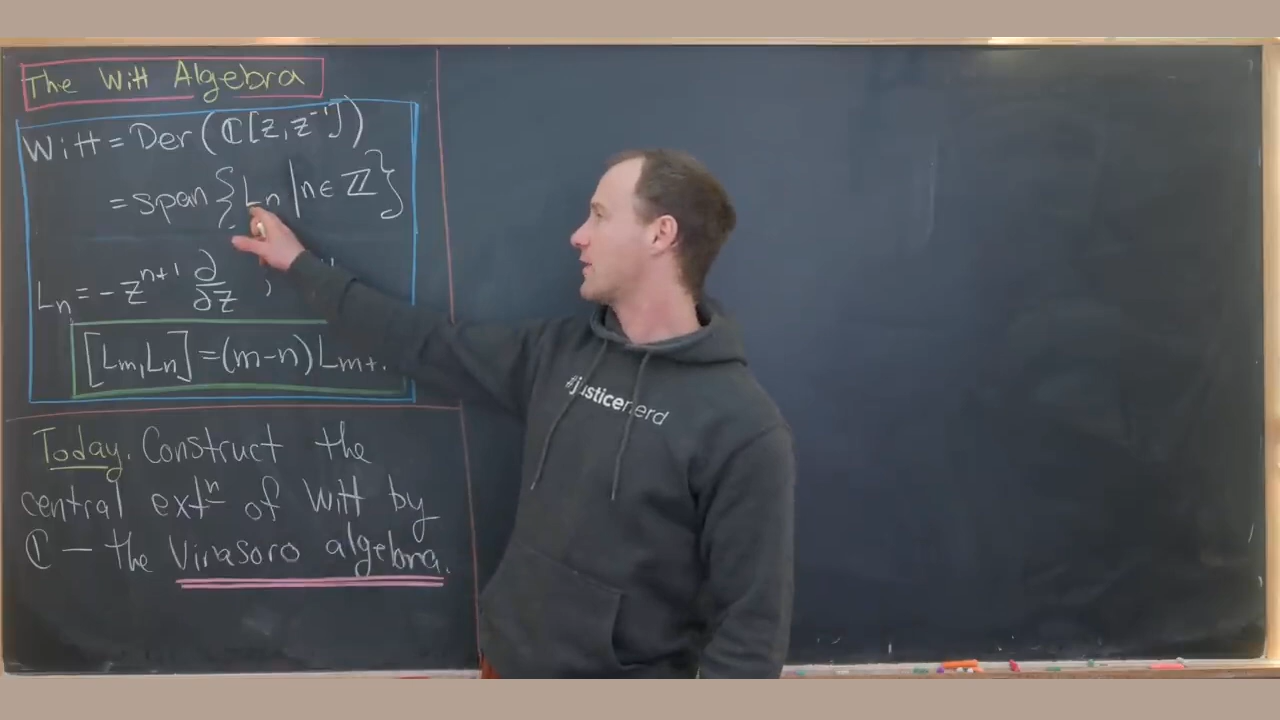 The Witt Algebra
Witt = Der (ℂ[z, z⁻¹])
= span {Lₙ | n ∈ ℤ}
Lₙ = -zⁿ⁺¹ ∂/∂z ,
[Lₘ, Lₙ] = (m-n) Lₘ₊
Today. Construct the
central extⁿ of Witt by
ℂ — the Virasoro algebra.
#justicenerd